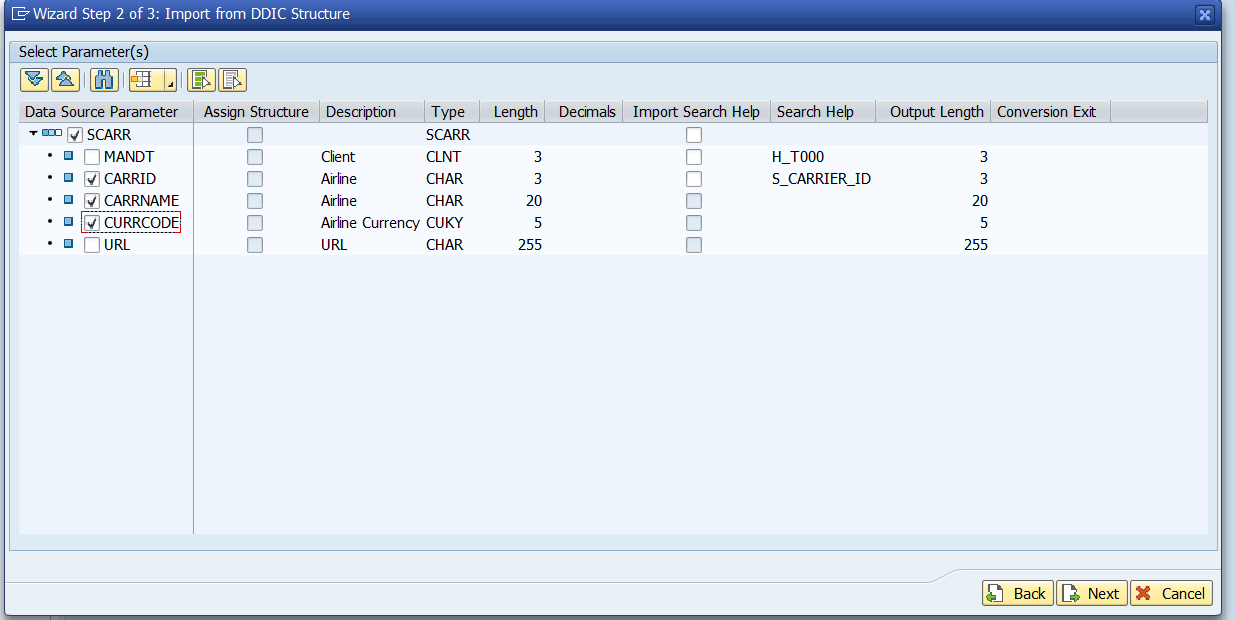 Wizard Step 2 of 3: Import from DDIC Structure
Select Parameter(s)
Data Source Parameter Assign Structure Description Type Length Decimals Import Search Help Search Help Output Length Conversion Exit
SCARR SCARR
MANDT Client CLNT 3 H_T000 3
CARRID Airline CHAR 3 S_CARRIER_ID 3
CARRNAME Airline CHAR 20 20
CURRCODE Airline Currency CUKY 5 5
URL URL CHAR 255 255
Back Next Cancel